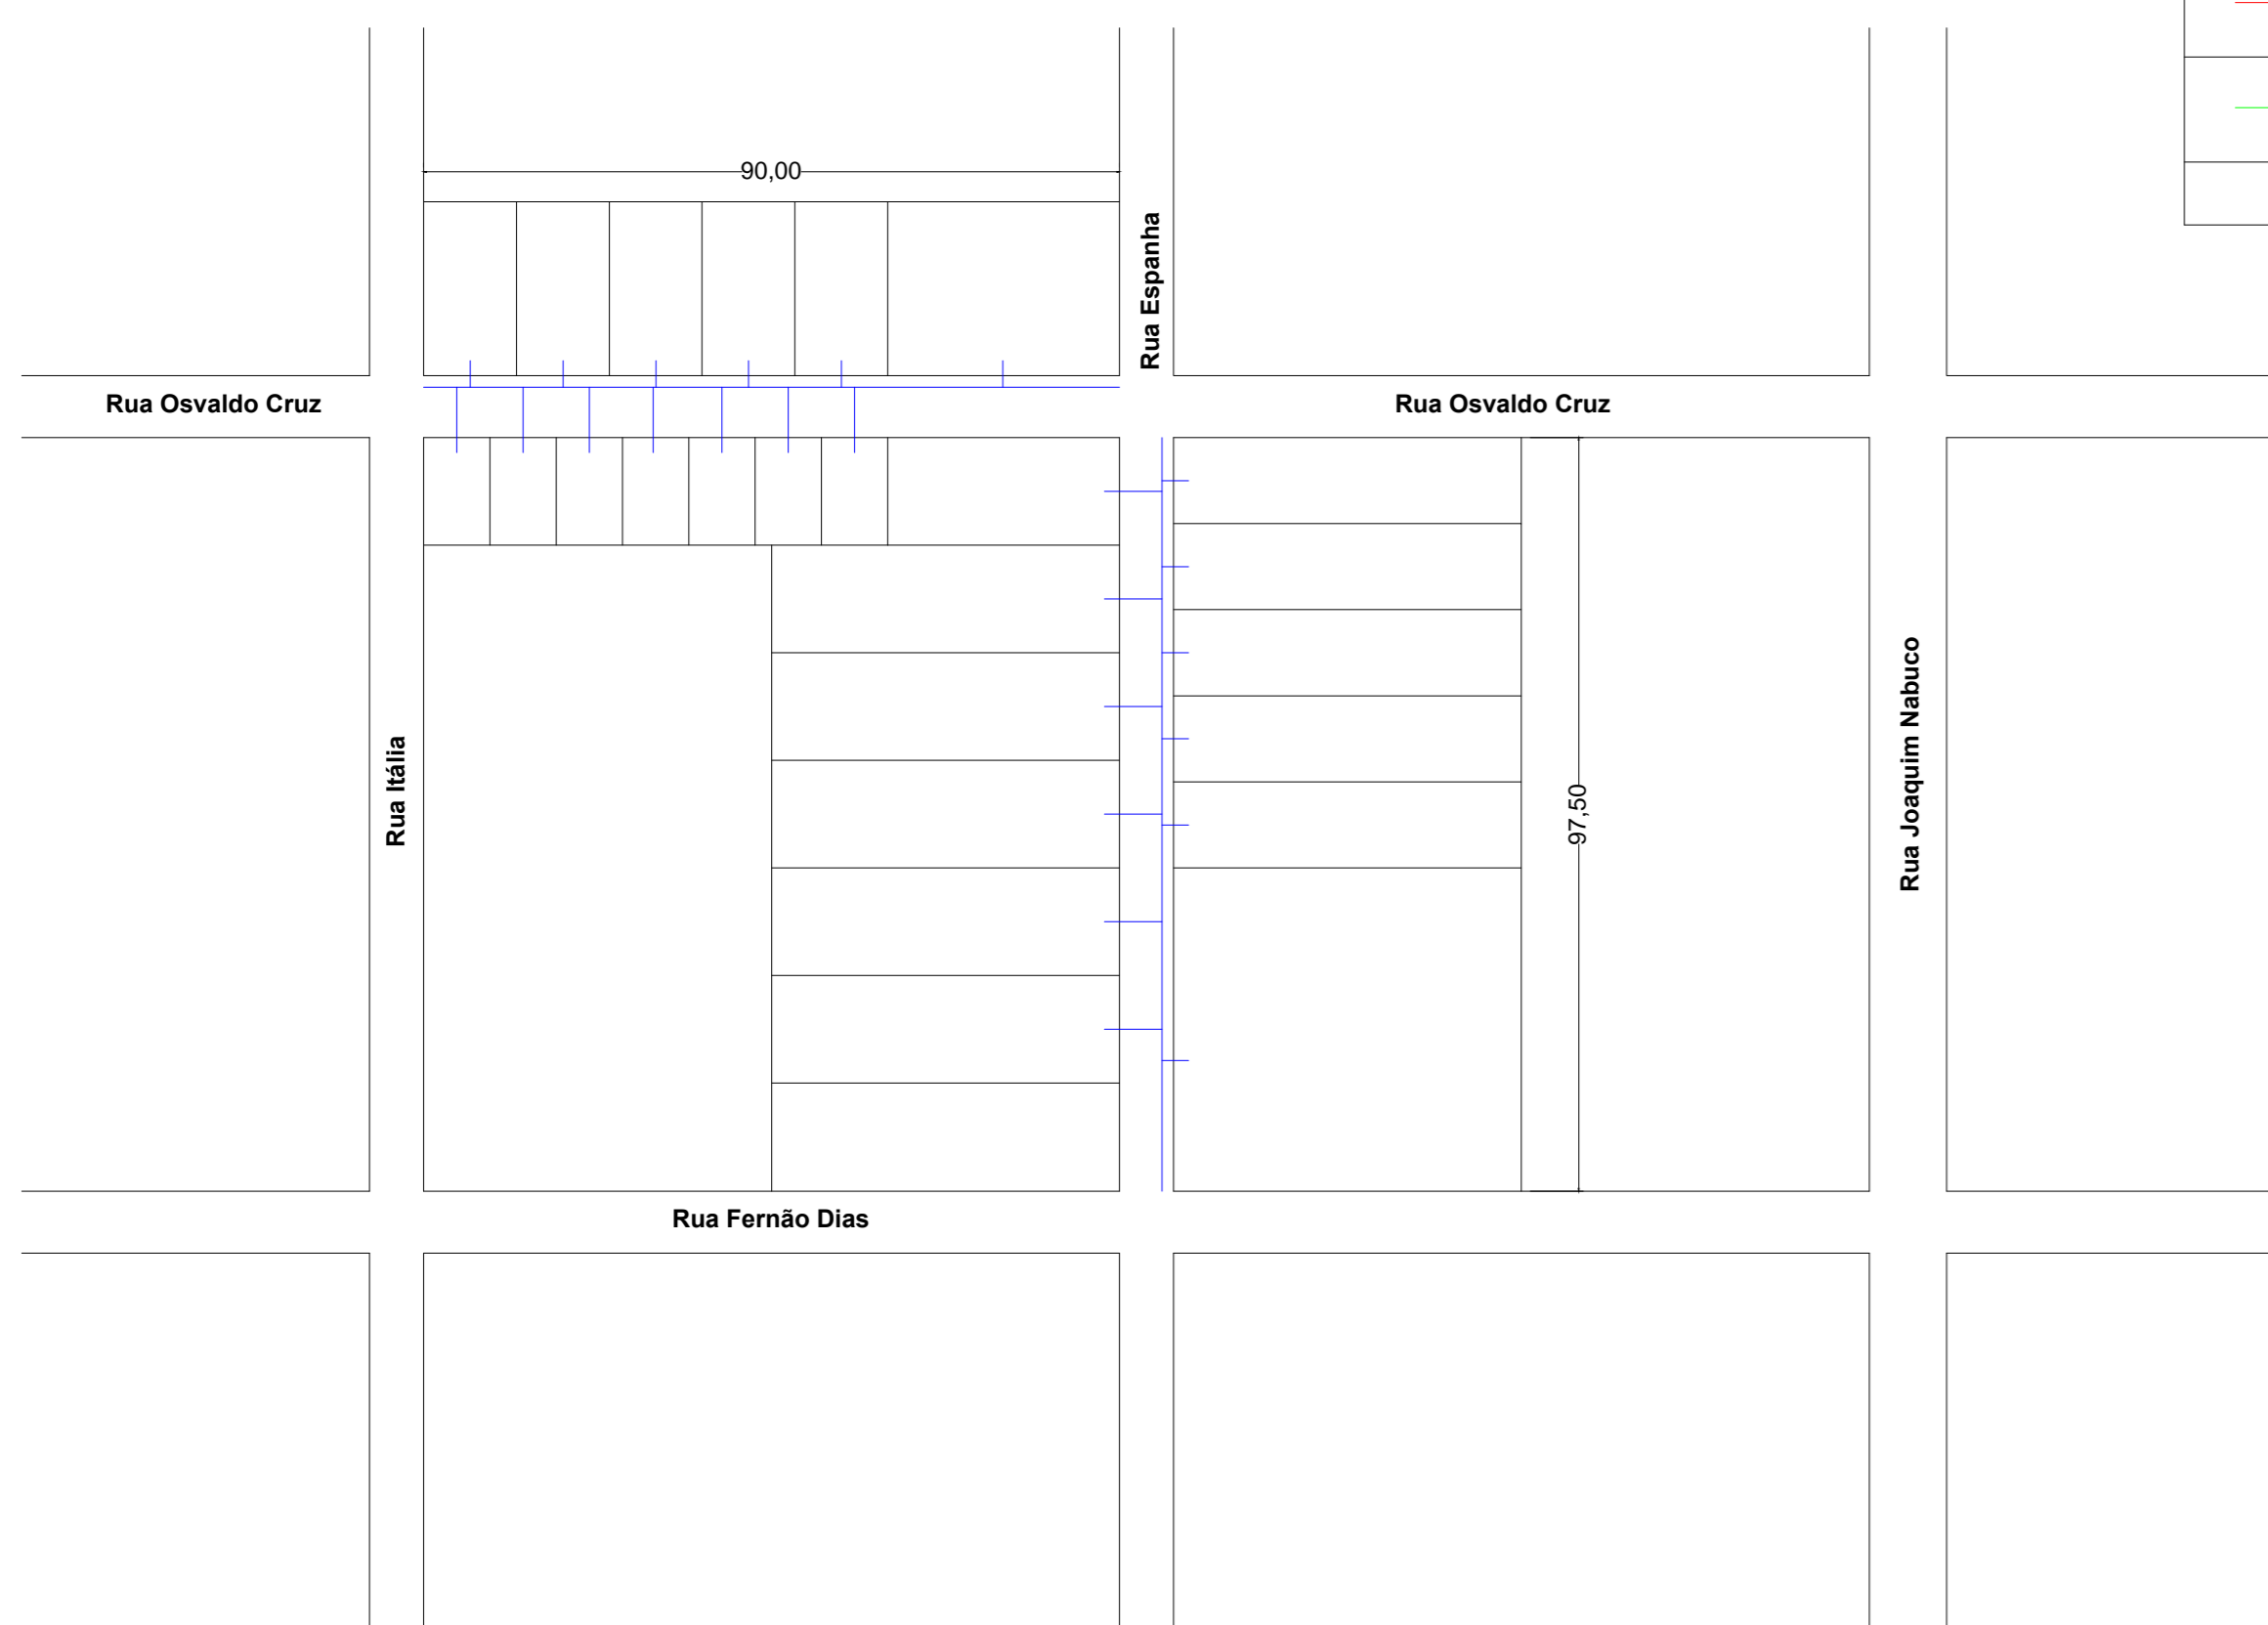 90,00
Rua Espanha
Rua Osvaldo Cruz
Rua Osvaldo Cruz
Rua Itália
97,50
Rua Joaquim Nabuco
Rua Fernão Dias